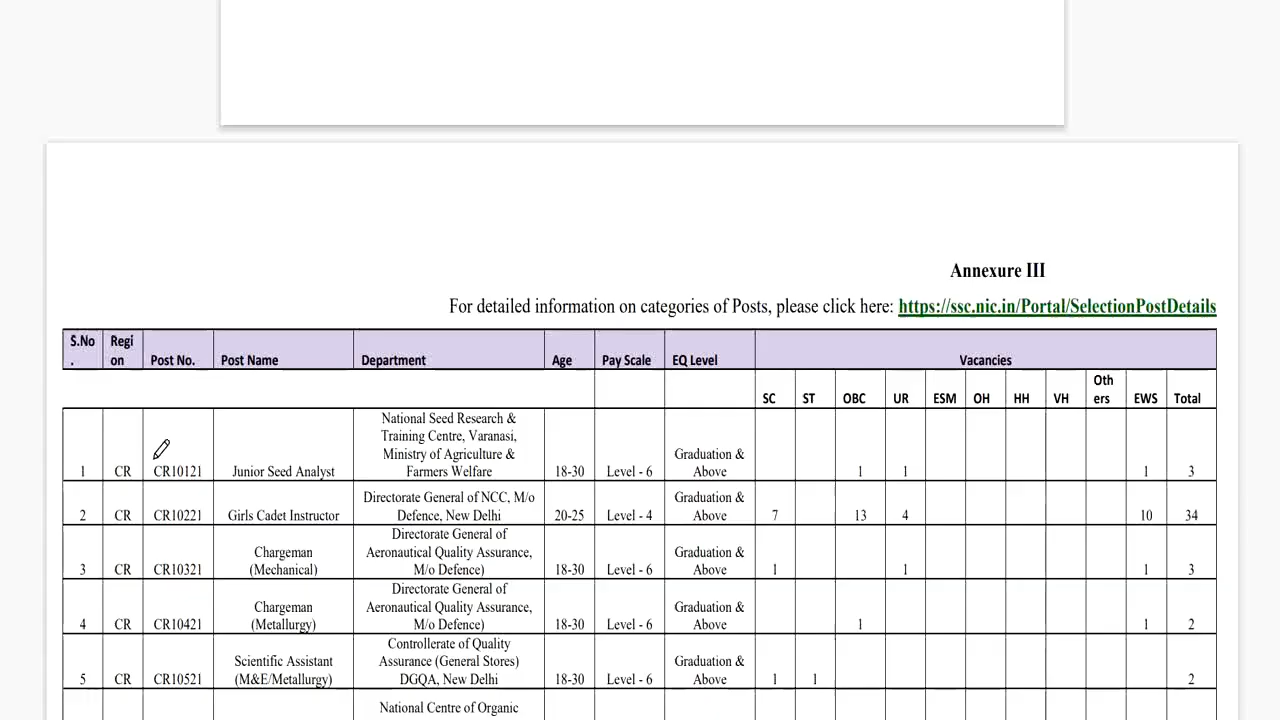 Annexure III
For detailed information on categories of Posts, please click here: https://ssc.nic.in/Portal/SelectionPostDetails
S.No. Region Post No. Post Name Department Age Pay Scale EQ Level Vacancies
SC ST OBC UR ESM OH HH VH Others EWS Total
1 CR CR10121 Junior Seed Analyst National Seed Research & Training Centre, Varanasi, Ministry of Agriculture & Farmers Welfare 18-30 Level - 6 Graduation & Above 1 1 1 3
2 CR CR10221 Girls Cadet Instructor Directorate General of NCC, M/o Defence, New Delhi 20-25 Level - 4 Graduation & Above 7 13 4 10 34
3 CR CR10321 Chargeman (Mechanical) Directorate General of Aeronautical Quality Assurance, M/o Defence) 18-30 Level - 6 Graduation & Above 1 1 1 3
4 CR CR10421 Chargeman (Metallurgy) Directorate General of Aeronautical Quality Assurance, M/o Defence) 18-30 Level - 6 Graduation & Above 1 1 2
5 CR CR10521 Scientific Assistant (M&E/Metallurgy) Controllerate of Quality Assurance (General Stores) DGQA, New Delhi 18-30 Level - 6 Graduation & Above 1 1 2
National Centre of Organic